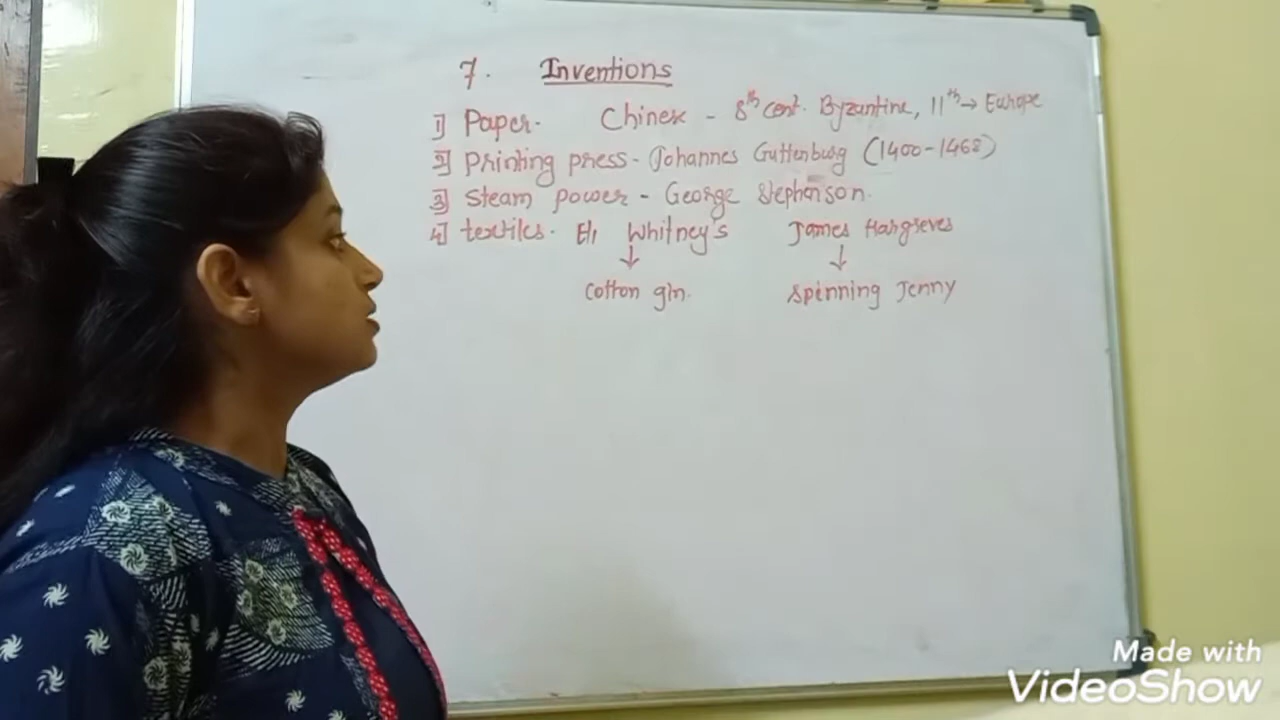 7. Inventions
1] Paper- Chinese - 8th cent. Byzantine, 11th → Europe
2] Printing press - Johannes Guttenburg (1400-1468)
3] Steam power - George Stephenson.
4] textiles. Eli Whitney's James Hargreves
↓ ↓
Cotton gin. Spinning Jenny
Made with
VideoShow